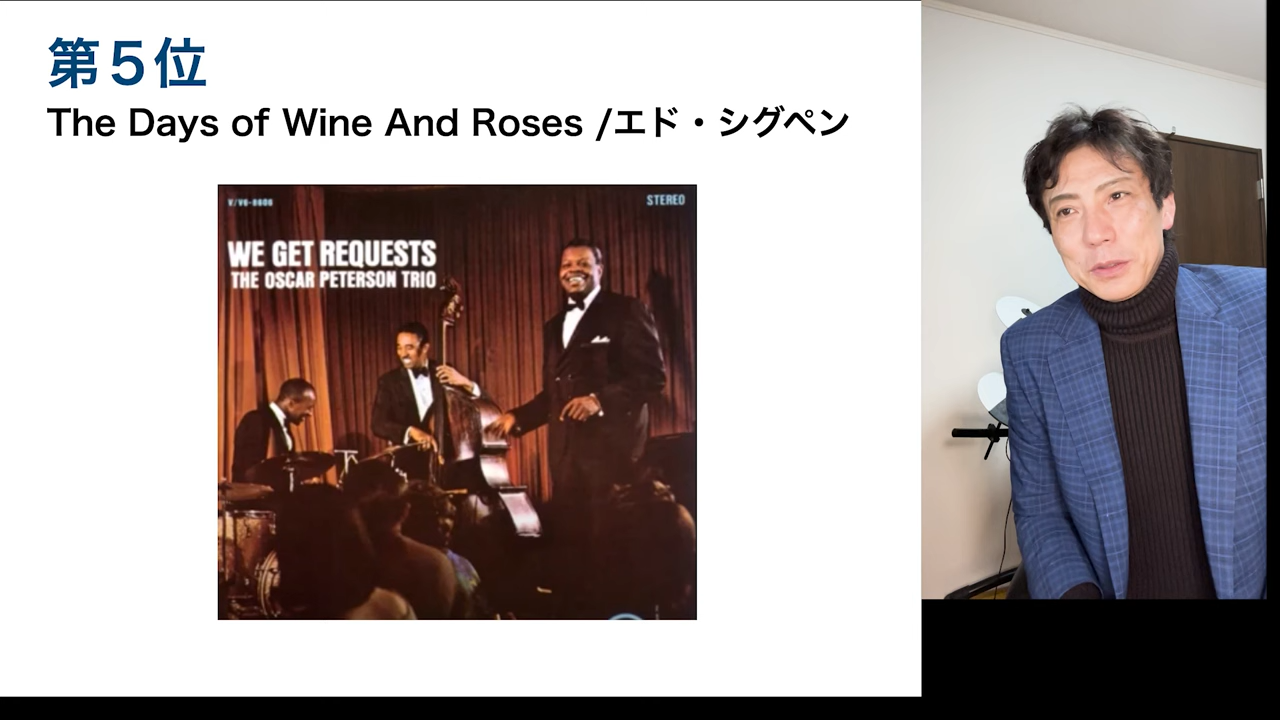 第5位
The Days of Wine And Roses /エド・シグペン
V/V6-8606
STEREO
WE GET REQUESTS
THE OSCAR PETERSON TRIO